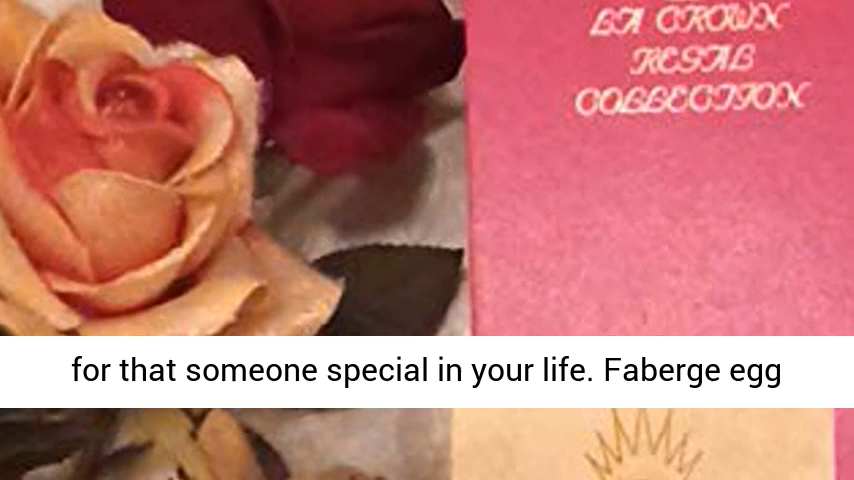 LA CROWN
REGAL
COLLECTION
for that someone special in your life. Faberge egg